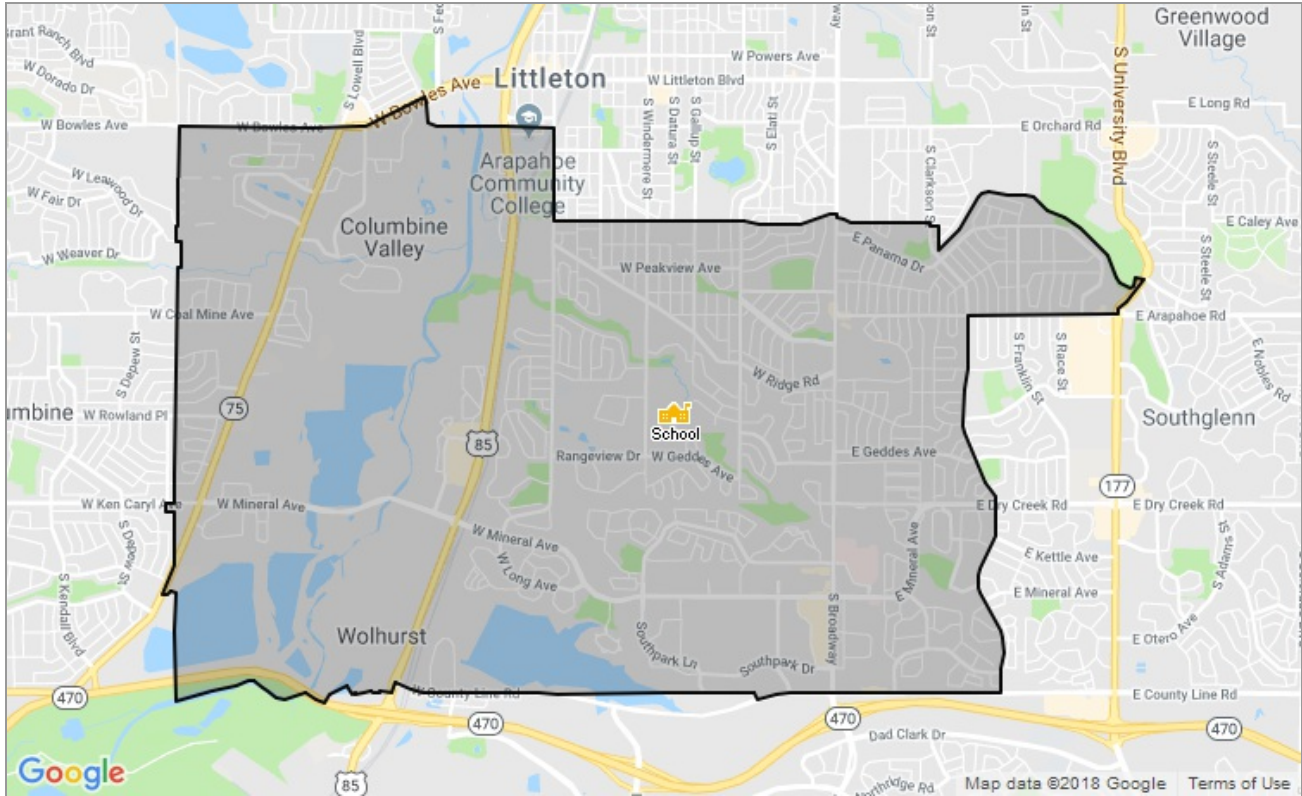 Grant Ranch Blvd
W Dorado Dr
W Bowles Ave
S Lowell Blvd
W Bowles Ave
W Bowles Ave
Littleton
W Littleton Blvd
W Powers Ave
Greenwood
Village
S University Blvd
E Long Rd
E Orchard Rd
S Steele St
Arapahoe
Community
College
S Windermere St
S Datura St
S Gallup St
S Elati St
S Clarkson St
W Leawood Dr
W Fair Dr
W Weaver Dr
Columbine
Valley
E Panama Dr
E Caley Ave
S Steele St
W Peakview Ave
W Coal Mine Ave
S Depew St
E Arapahoe Rd
S Franklin St
S Race St
E Nobles Rd
W Ridge Rd
umbine
W Rowland Pl
75
85
School
Southglenn
Rangeview Dr
W Geddes Ave
E Geddes Ave
177
W Ken Caryl Ave
W Mineral Ave
E Dry Creek Rd
E Dry Creek Rd
S Depew St
S Kendall Blvd
W Mineral Ave
W Long Ave
E Mineral Ave
E Kettle Ave
E Mineral Ave
S Adams St
S Broadway
Wolhurst
Southpark Ln
Southpark Dr
E Otero Ave
470
W County Line Rd
E County Line Rd
470
470
470
Dad Clark Dr
Northridge Rd
85
Google
Map data ©2018 Google
Terms of Use